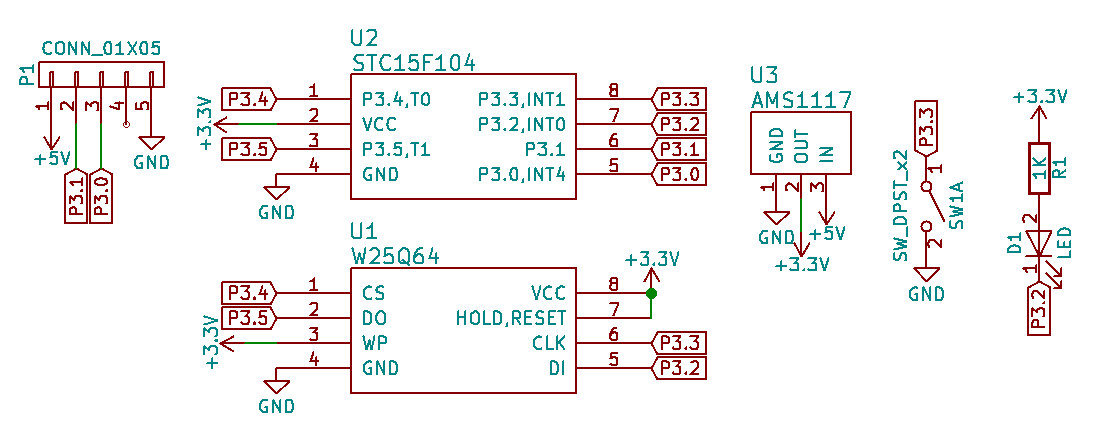 CONN_01X05
P1
1
2
3
4
5
+5V
GND
P3.1
P3.0
U2
STC15F104
P3.4 1 P3.4,T0 P3.3,INT1 8 P3.3
+3.3V 2 VCC P3.2,INT0 7 P3.2
P3.5 3 P3.5,T1 P3.1 6 P3.1
4 GND P3.0,INT4 5 P3.0
GND
U1
W25Q64
+3.3V
P3.4 1 CS VCC 8
P3.5 2 DO HOLD,RESET 7
+3.3V 3 WP CLK 6 P3.3
4 GND DI 5 P3.2
GND
U3
AMS1117
GND
OUT
IN
1
2
3
GND
+5V
+3.3V
P3.3
1
SW_DPST_x2
SW1A
2
GND
+3.3V
1K
R1
2
D1
LED
1
P3.2